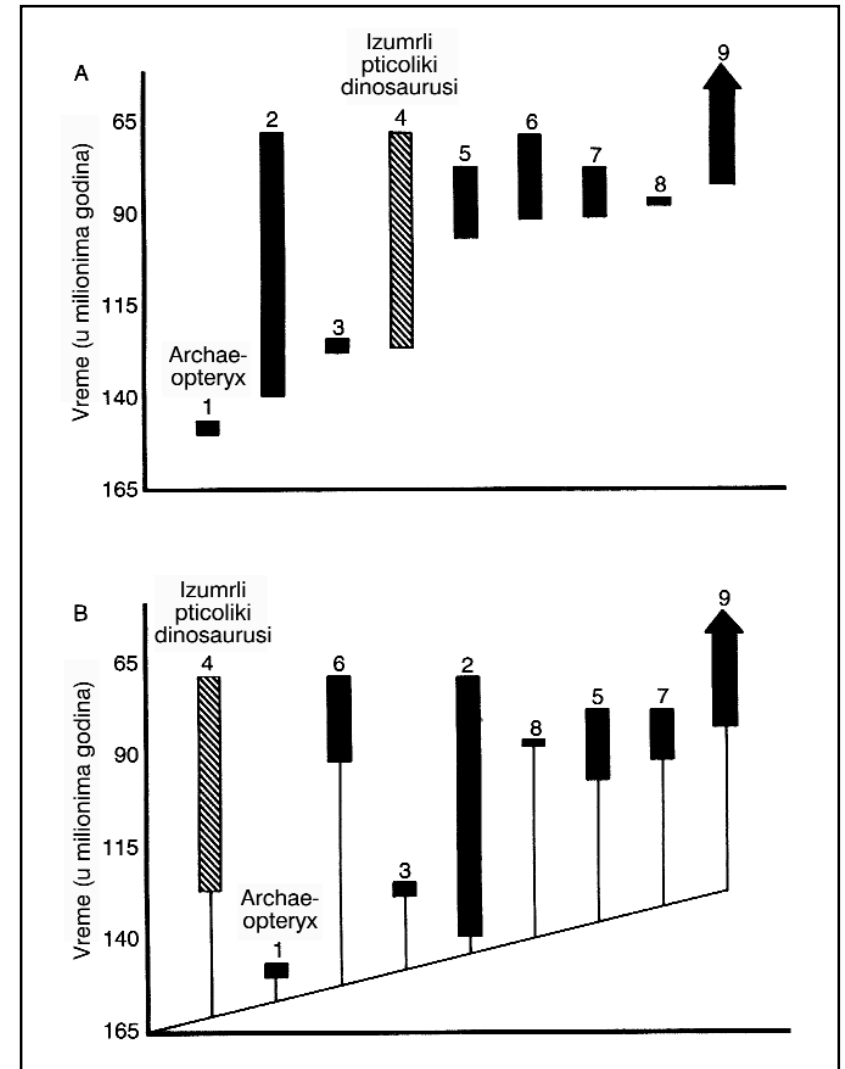 A
Izumrli
pticoliki
dinosaurusi
4
9
2
6
5
7
8
3
Archae-
opteryx
1
Vreme (u milionima godina)
65
90
115
140
165
B
Izumrli
pticoliki
dinosaurusi
4
6
2
9
5
7
8
3
Archae-
opteryx
1
Vreme (u milionima godina)
65
90
115
140
165